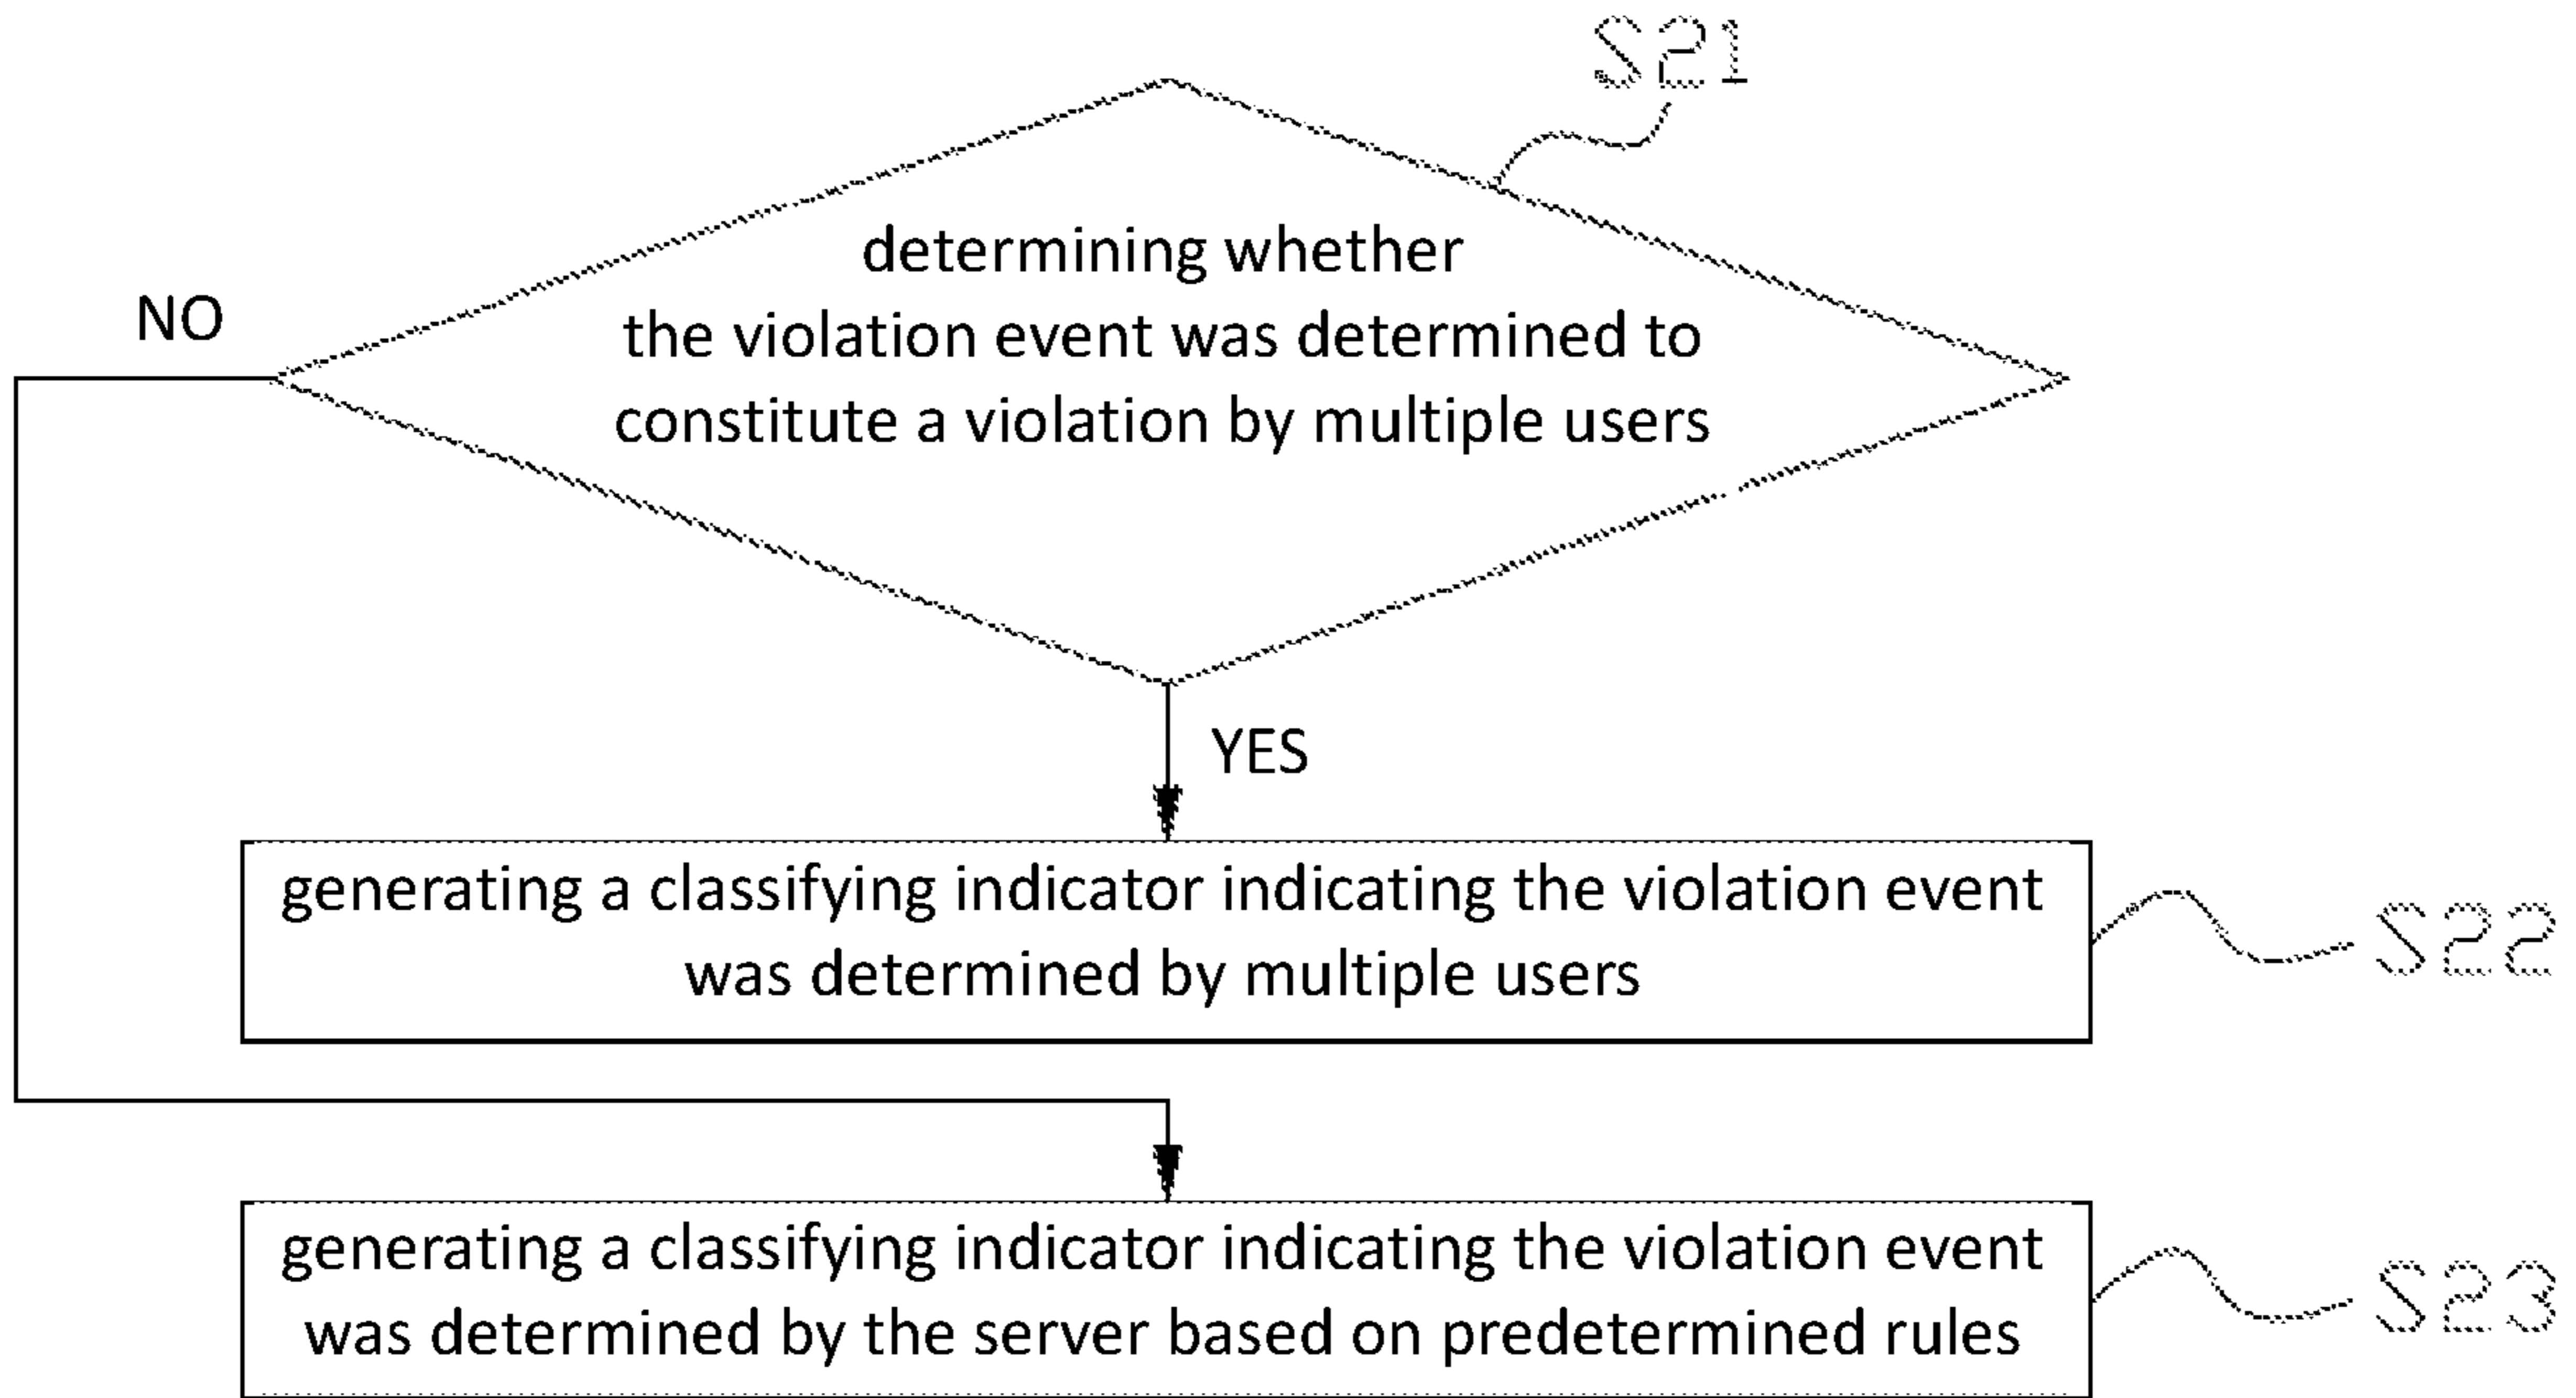 S21
determining whether
the violation event was determined to
constitute a violation by multiple users
NO
YES
generating a classifying indicator indicating the violation event
was determined by multiple users
S22
generating a classifying indicator indicating the violation event
was determined by the server based on predetermined rules
S23